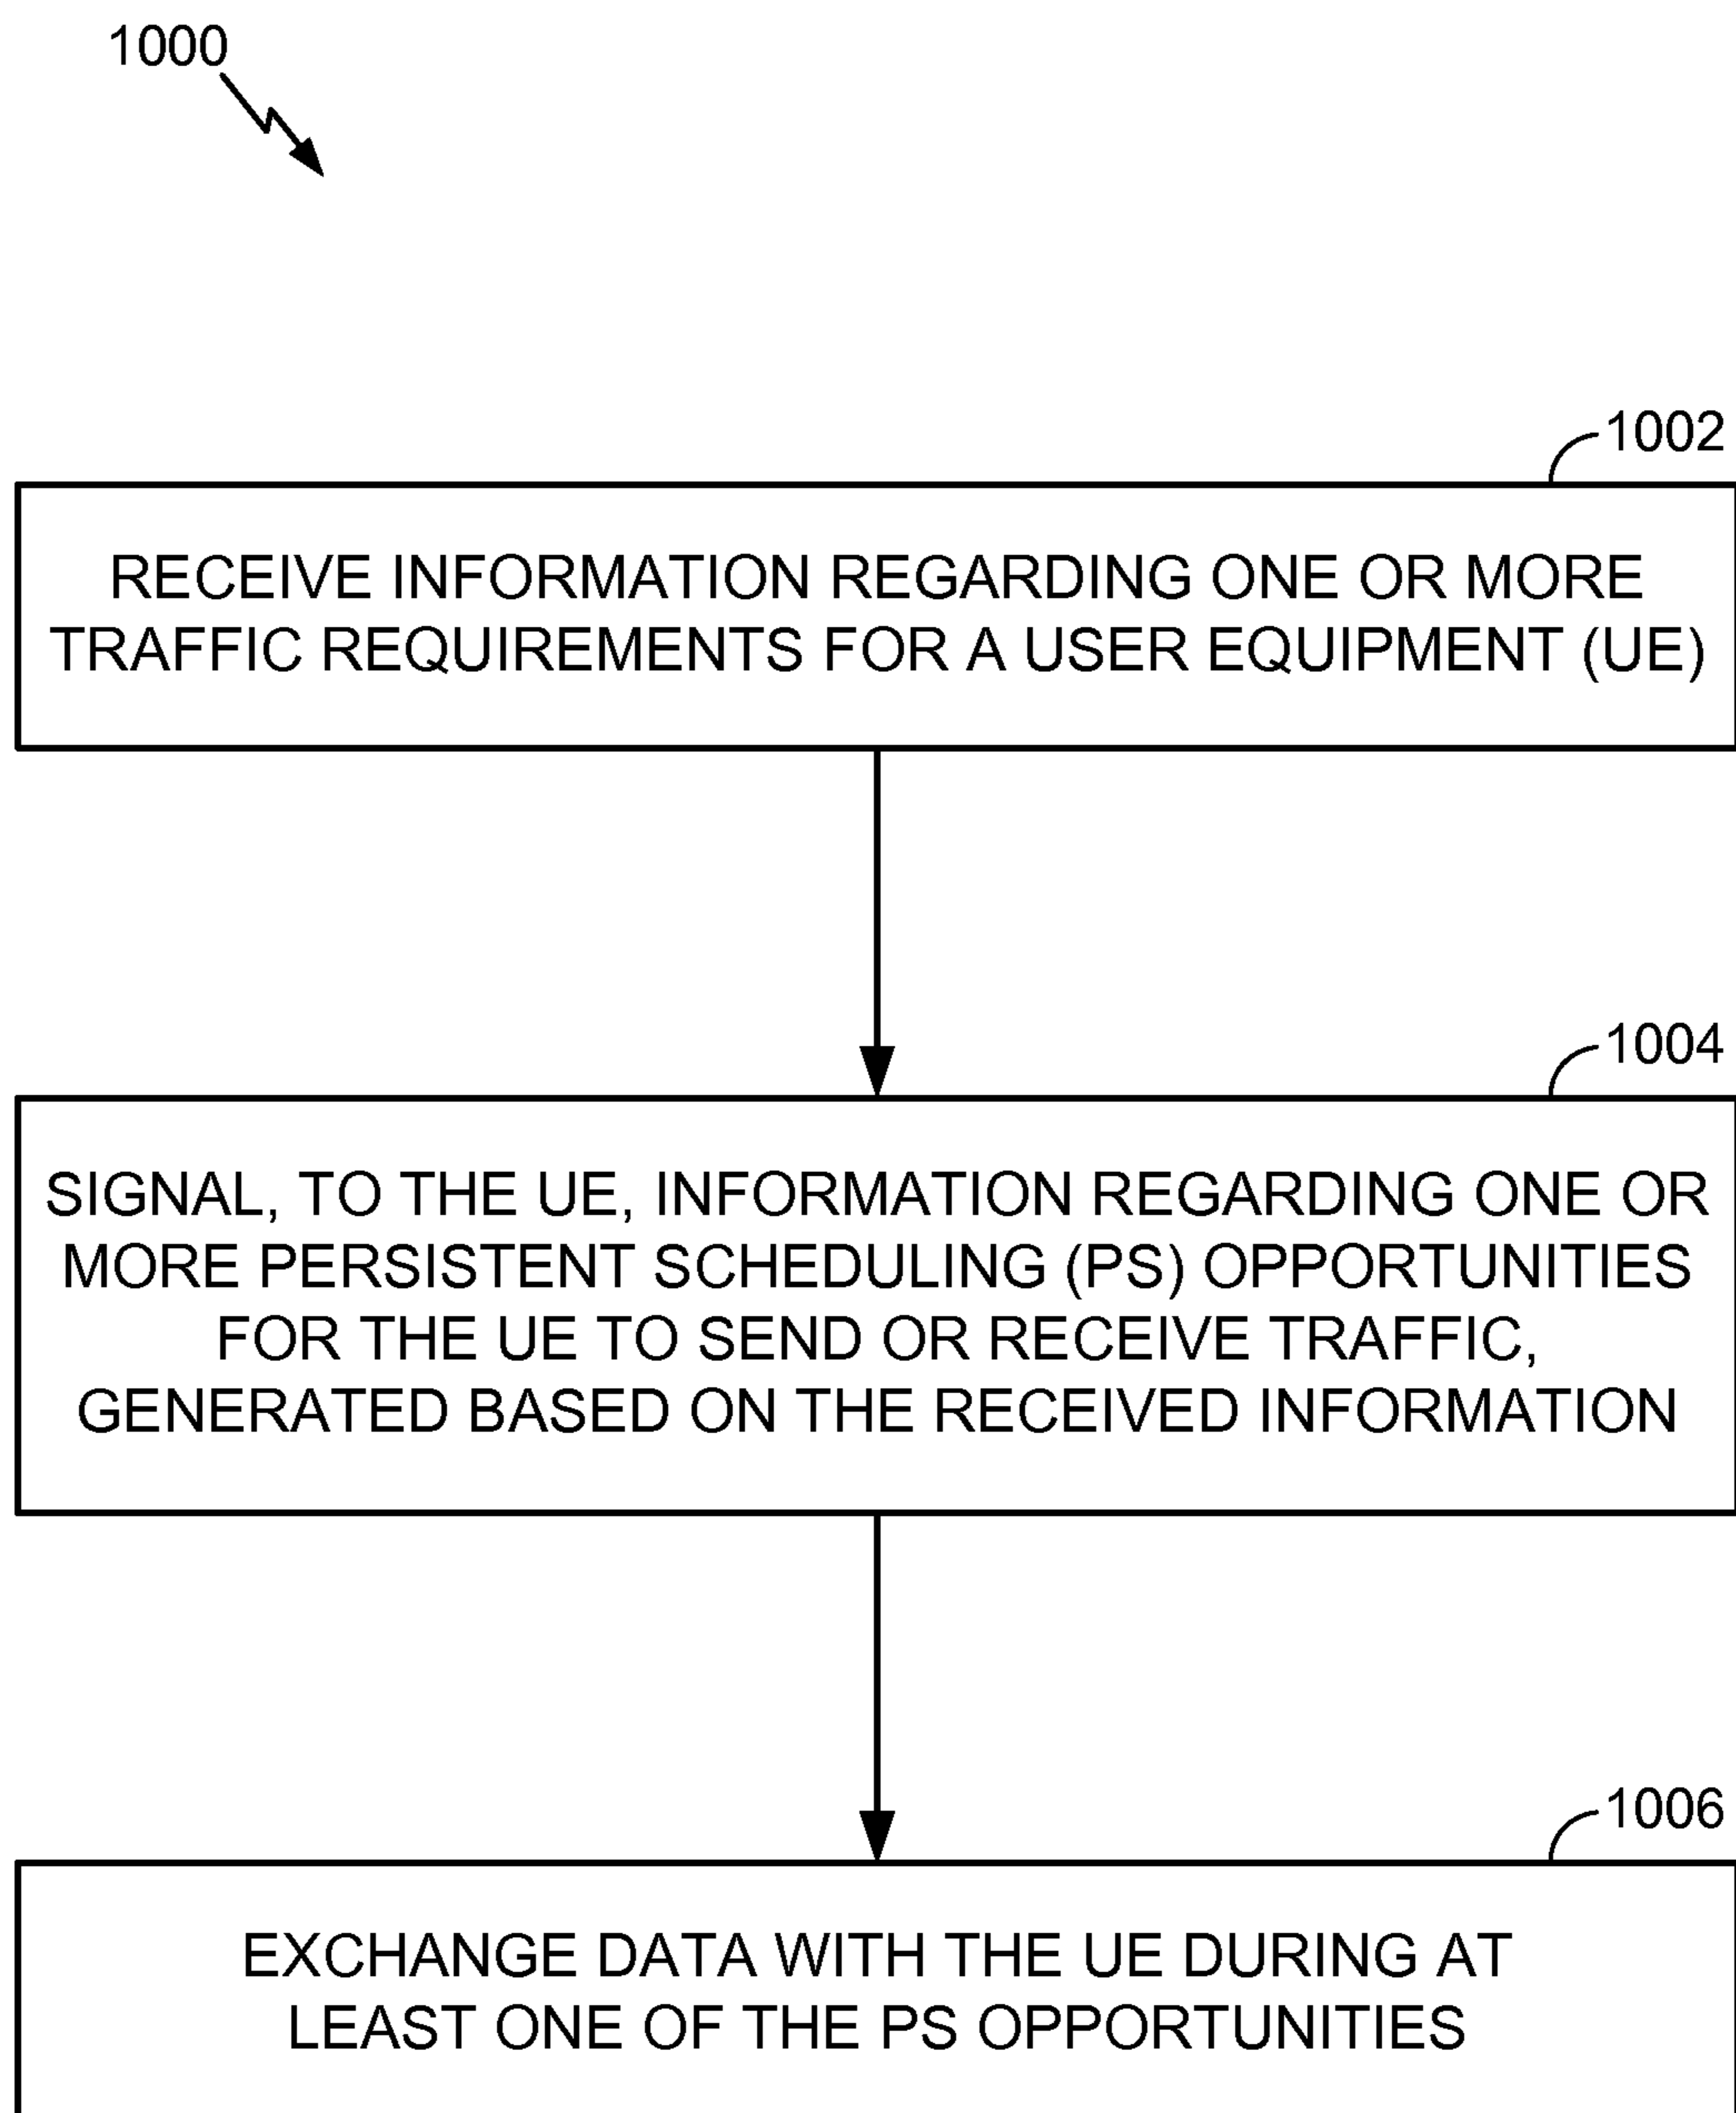 1000
1002
RECEIVE INFORMATION REGARDING ONE OR MORE
TRAFFIC REQUIREMENTS FOR A USER EQUIPMENT (UE)
1004
SIGNAL, TO THE UE, INFORMATION REGARDING ONE OR
MORE PERSISTENT SCHEDULING (PS) OPPORTUNITIES
FOR THE UE TO SEND OR RECEIVE TRAFFIC,
GENERATED BASED ON THE RECEIVED INFORMATION
1006
EXCHANGE DATA WITH THE UE DURING AT
LEAST ONE OF THE PS OPPORTUNITIES